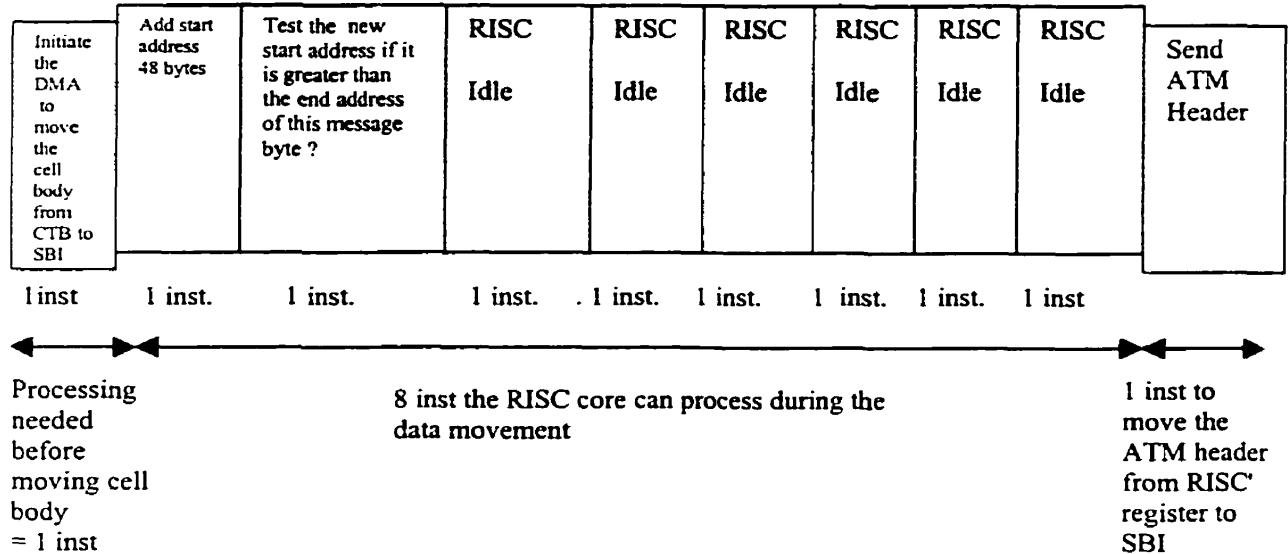 Initiate
the
DMA
to
move
the
cell
body
from
CTB to
SBI
Add start
address
48 bytes
Test the new
start address if it
is greater than
the end address
of this message
byte ?
RISC
Idle
RISC
Idle
RISC
Idle
RISC
Idle
RISC
Idle
RISC
Idle
Send
ATM
Header
1inst
1 inst.
1 inst.
1 inst.
. 1 inst.
1 inst.
1 inst.
1 inst.
1 inst
Processing
needed
before
moving cell
body
= 1 inst
8 inst the RISC core can process during the
data movement
1 inst to
move the
ATM header
from RISC'
register to
SBI